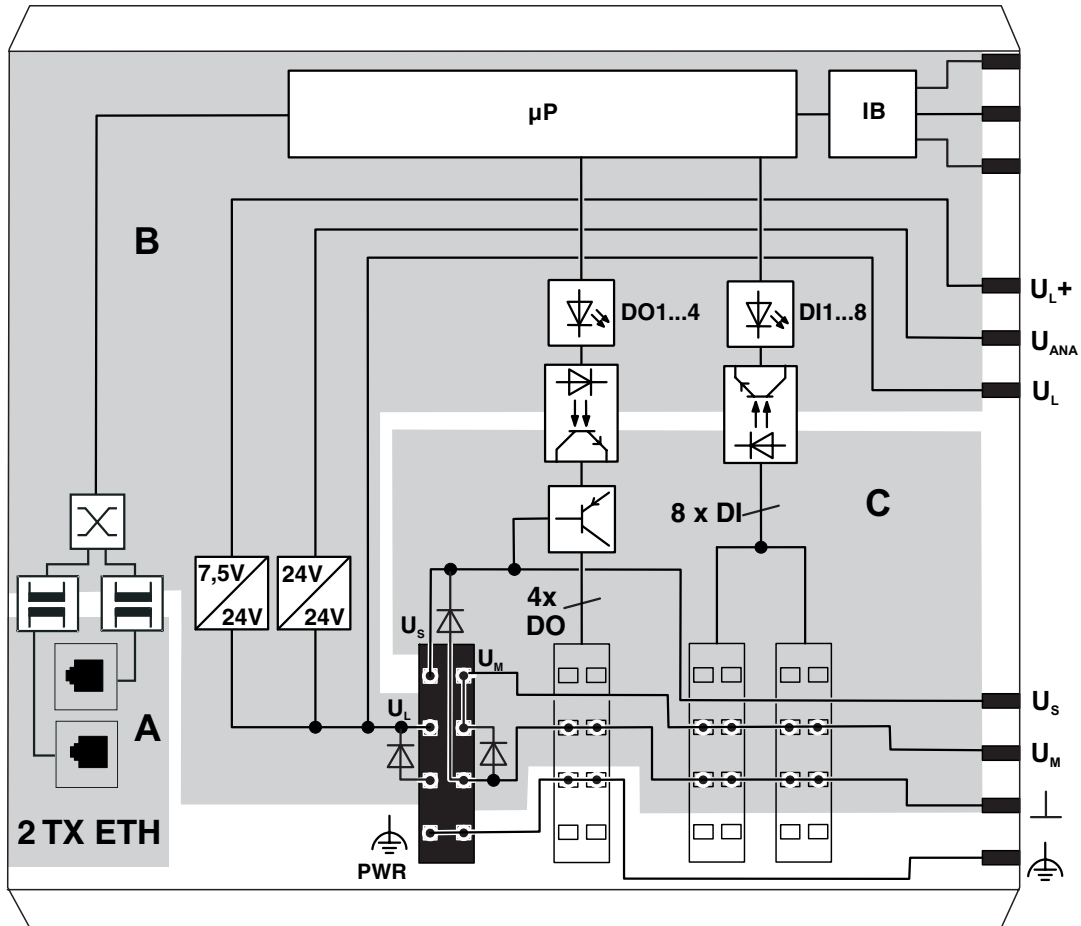 µP
IB
B
U_L+
DO1...4
DI1...8
U_ANA
U_L
C
8 x DI
7,5V
24V
24V
24V
4x
DO
U_S
U_M
U_L
A
U_S
U_M
2 TX ETH
PWR